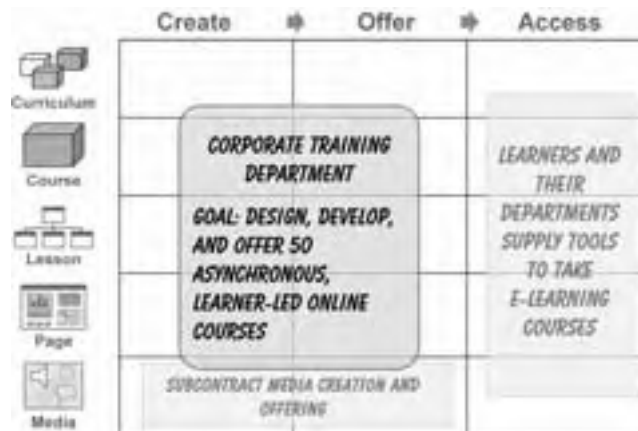 Create Offer Access
Curriculum
Course
Lesson
Page
Media
CORPORATE TRAINING
DEPARTMENT
GOAL: DESIGN, DEVELOP,
AND OFFER 50
ASYNCHRONOUS,
LEARNER-LED ONLINE
COURSES
SUBCONTRACT MEDIA CREATION AND
OFFERING
LEARNERS AND
THEIR
DEPARTMENTS
SUPPLY TOOLS
TO TAKE
E-LEARNING
COURSES